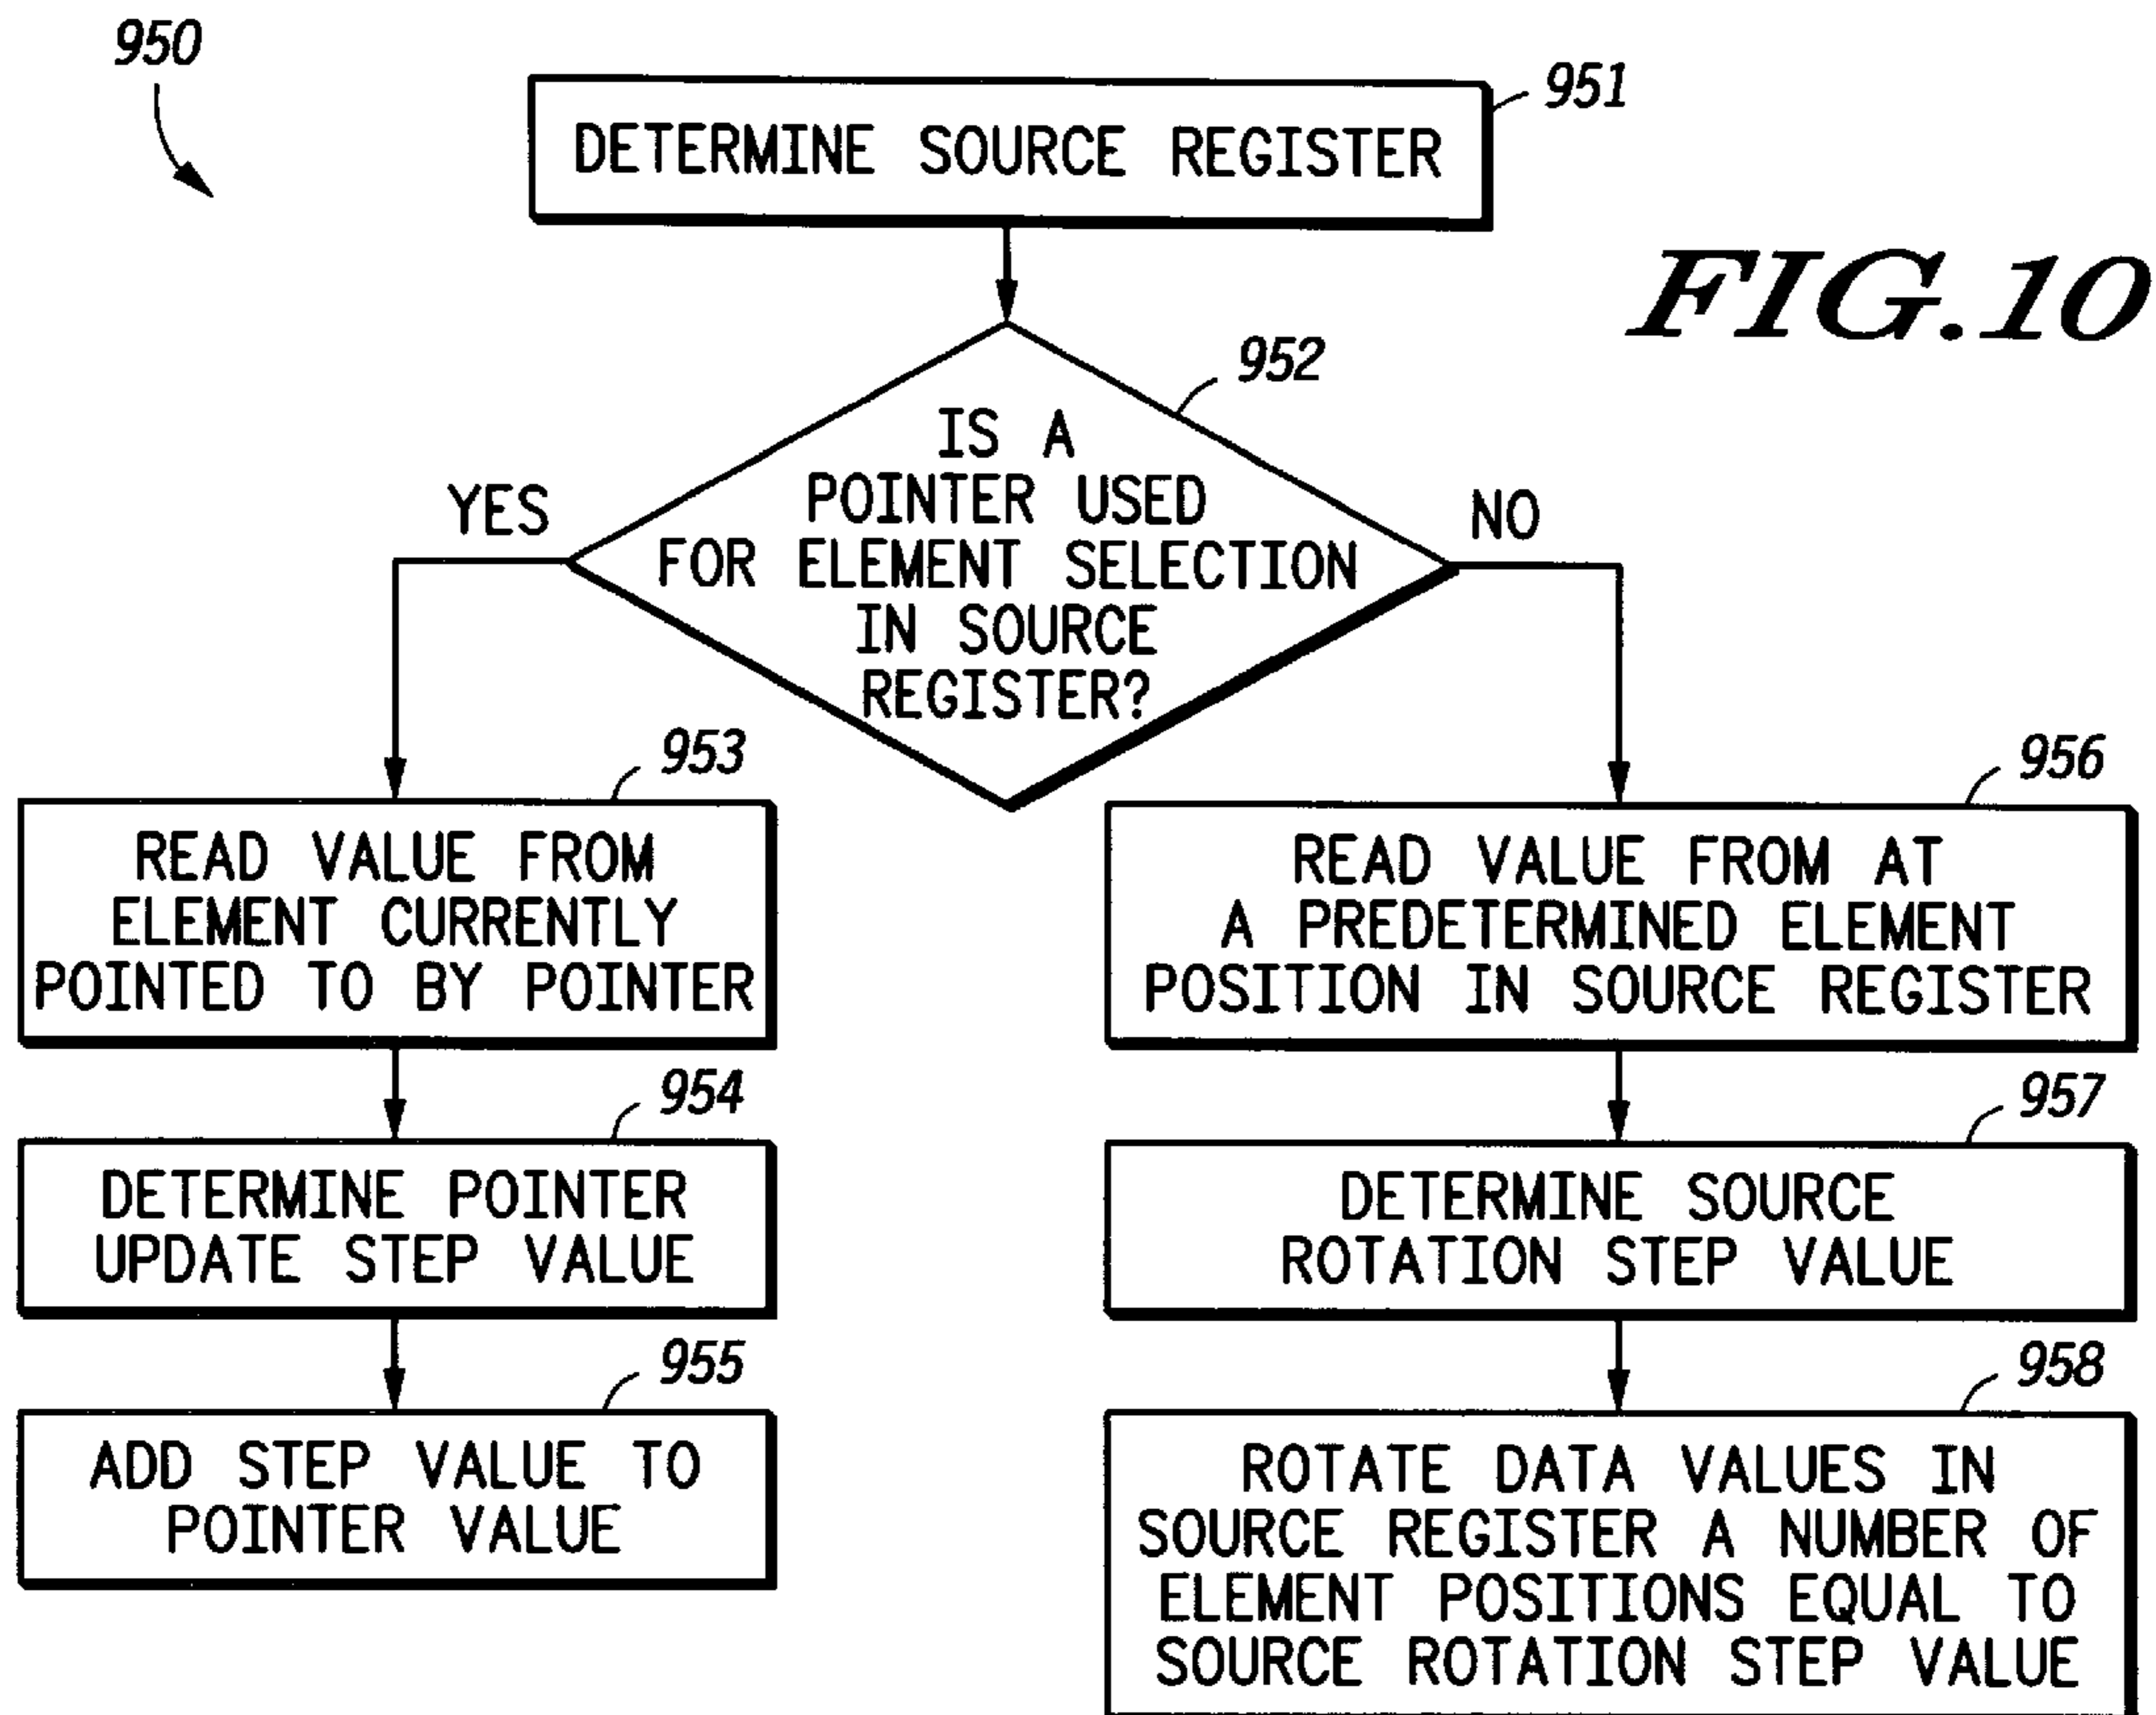 950
951
DETERMINE SOURCE REGISTER
FIG.10
952
IS A
POINTER USED
FOR ELEMENT SELECTION
IN SOURCE
REGISTER?
YES
NO
953
READ VALUE FROM
ELEMENT CURRENTLY
POINTED TO BY POINTER
954
DETERMINE POINTER
UPDATE STEP VALUE
955
ADD STEP VALUE TO
POINTER VALUE
956
READ VALUE FROM AT
A PREDETERMINED ELEMENT
POSITION IN SOURCE REGISTER
957
DETERMINE SOURCE
ROTATION STEP VALUE
958
ROTATE DATA VALUES IN
SOURCE REGISTER A NUMBER OF
ELEMENT POSITIONS EQUAL TO
SOURCE ROTATION STEP VALUE